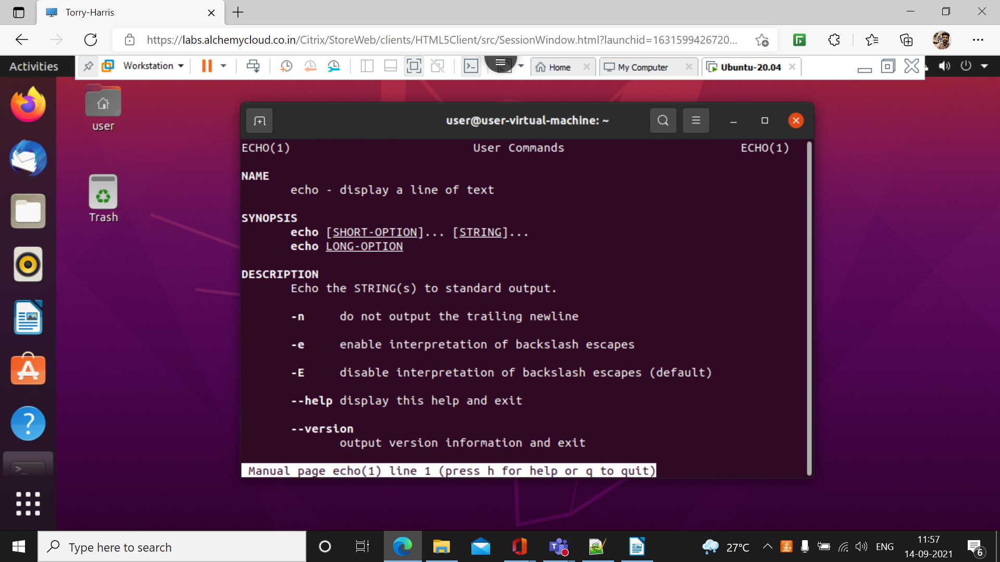 Torry-Harris
https://labs.alchemycloud.co.in/Citrix/StoreWeb/clients/HTML5Client/src/SessionWindow.html?launchid=1631599426720...
Activities
Workstation
Home
My Computer
Ubuntu-20.04
user
Trash
user@user-virtual-machine: ~
ECHO(1) User Commands ECHO(1)
NAME
echo - display a line of text
SYNOPSIS
echo [SHORT-OPTION]... [STRING]...
echo LONG-OPTION
DESCRIPTION
Echo the STRING(s) to standard output.
-n do not output the trailing newline
-e enable interpretation of backslash escapes
-E disable interpretation of backslash escapes (default)
--help display this help and exit
--version
output version information and exit
Manual page echo(1) line 1 (press h for help or q to quit)
Type here to search
27°C
ENG
11:57
14-09-2021
6